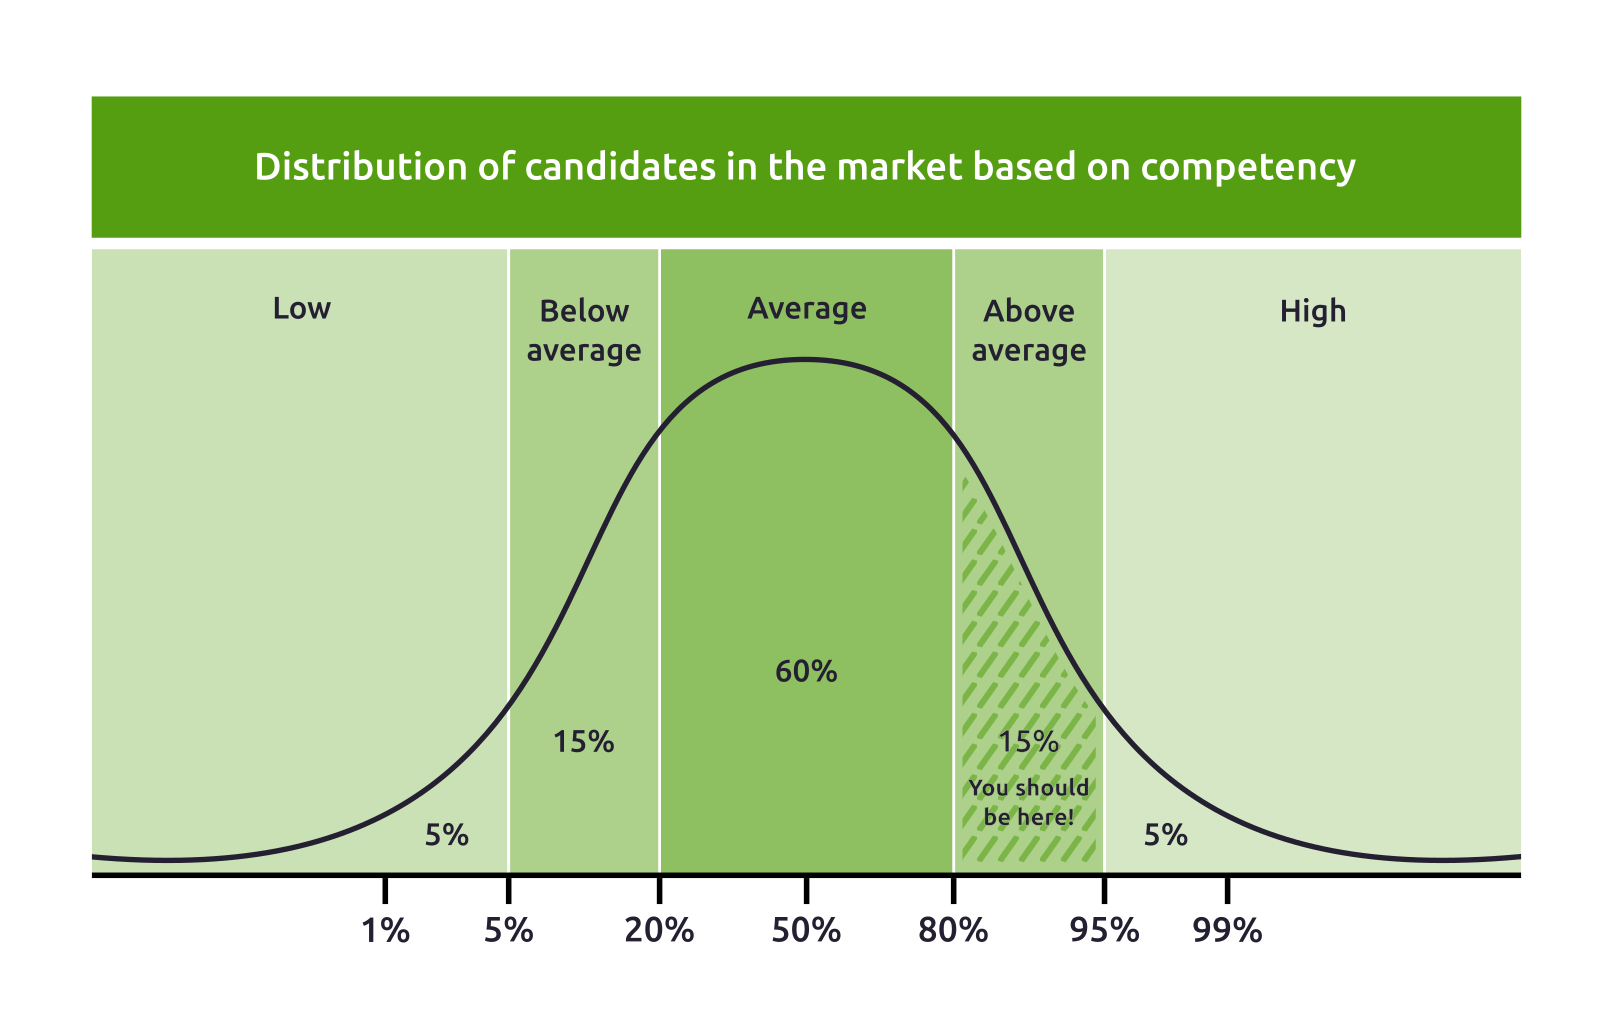 Distribution of candidates in the market based on competency
Low
Below
average
Average
Above
average
High
60%
15%
15%
You should
be here!
5%
5%
1%
5%
20%
50%
80%
95%
99%